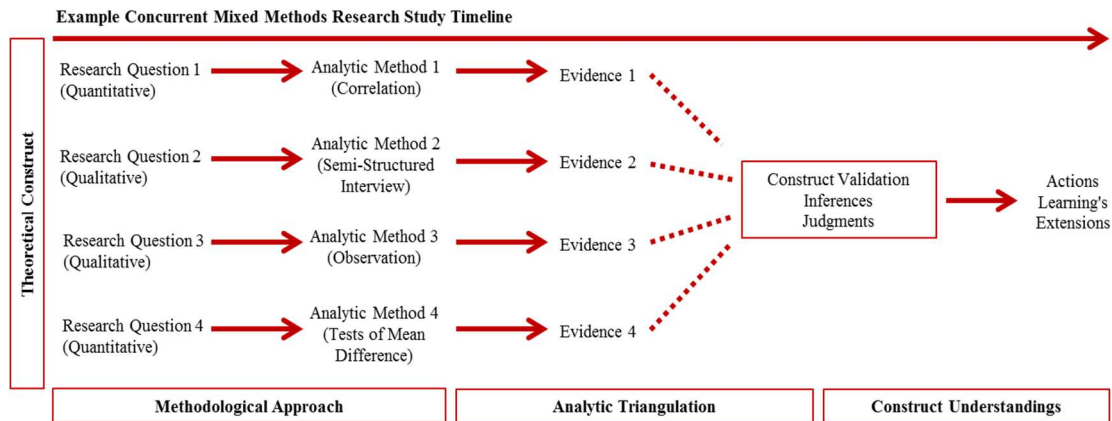 Example Concurrent Mixed Methods Research Study Timeline
Theoretical Construct
Research Question 1
(Quantitative)
Analytic Method 1
(Correlation)
Evidence 1
Research Question 2
(Qualitative)
Analytic Method 2
(Semi-Structured
Interview)
Evidence 2
Research Question 3
(Qualitative)
Analytic Method 3
(Observation)
Evidence 3
Research Question 4
(Quantitative)
Analytic Method 4
(Tests of Mean
Difference)
Evidence 4
Construct Validation
Inferences
Judgments
Actions
Learning's
Extensions
Methodological Approach
Analytic Triangulation
Construct Understandings